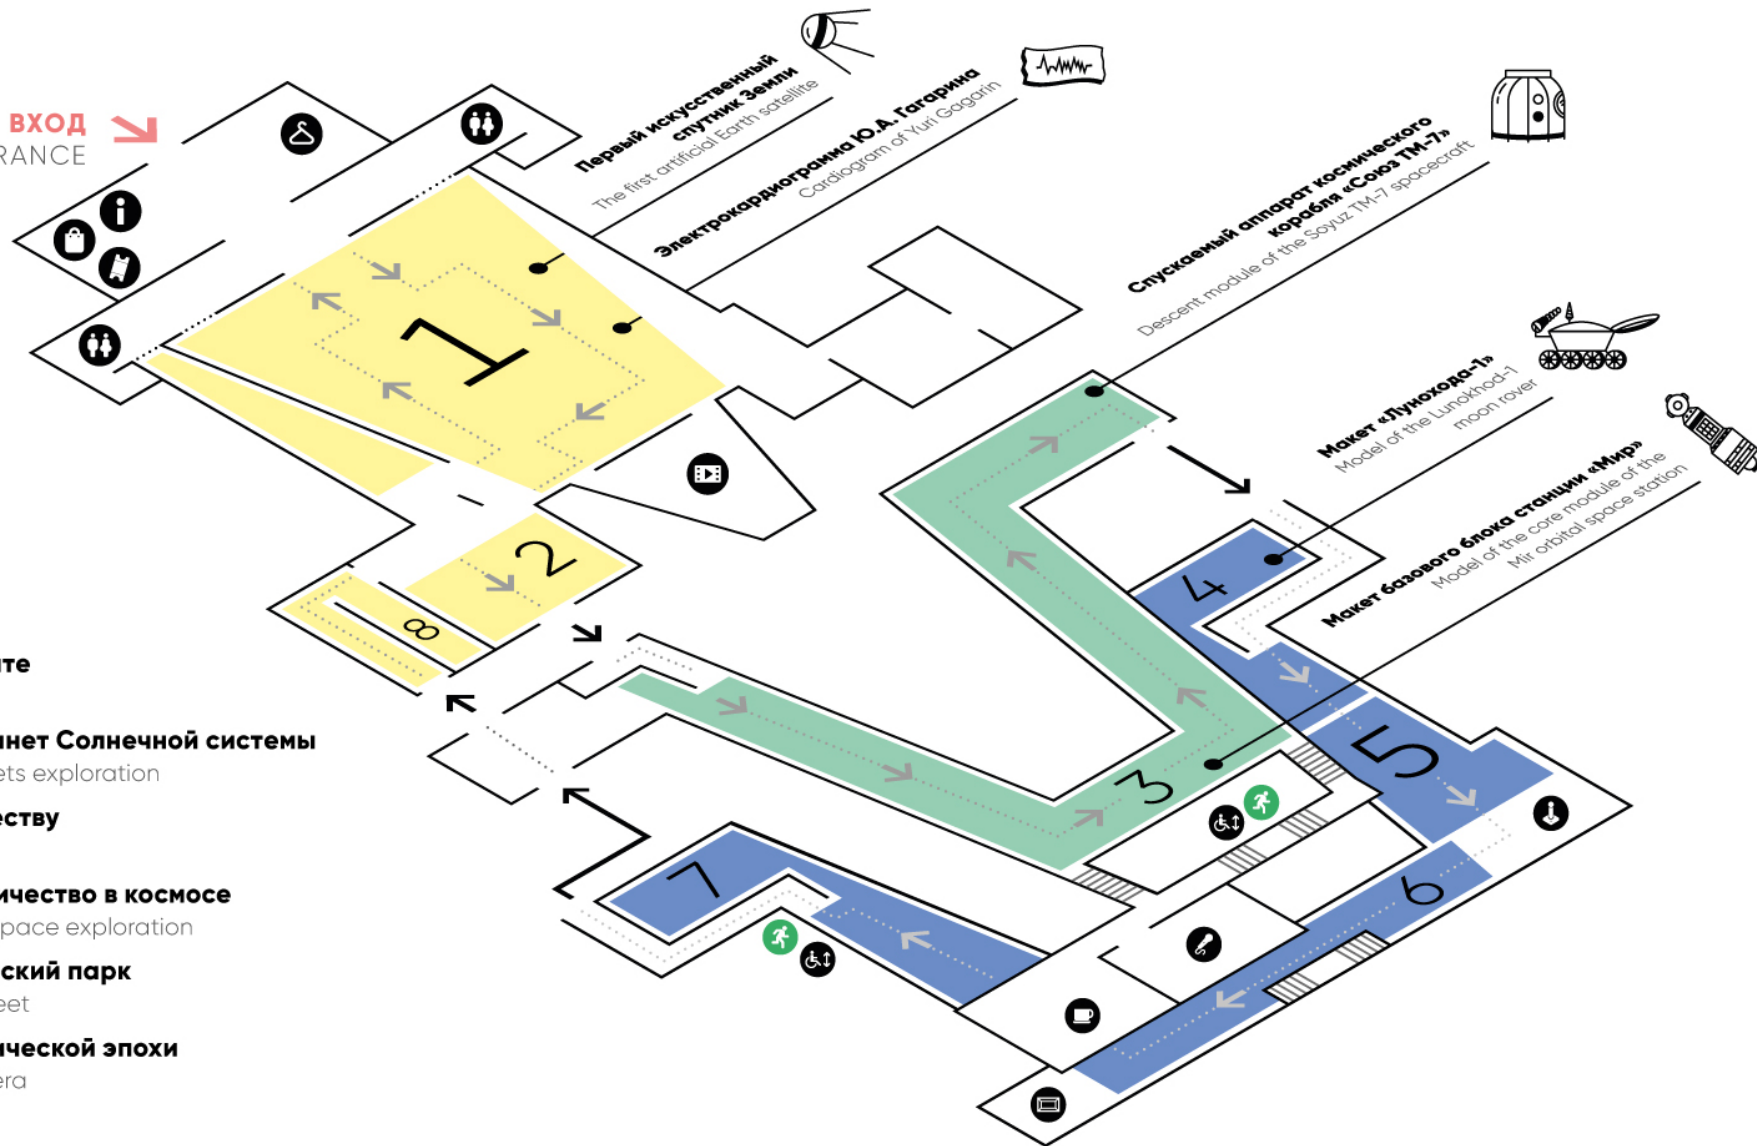 ВХОД
RANCE
Первый искусственный
спутник Земли
The first artificial Earth satellite
Электрокардиограмма Ю.А. Гагарина
Cardiogram of Yuri Gagarin
Спускаемый аппарат космического
корабля «Союз ТМ-7»
Descent module of the Soyuz TM-7 spacecraft
Макет «Лунохода-1»
Model of the Lunokhod-1
moon rover
Макет базового блока станции «Мир»
Model of the core module of the
Mir orbital space station
1
2
8
3
4
5
6
7
те
нет Солнечной системы
ets exploration
еству
ичество в космосе
pace exploration
ский парк
eet
ической эпохи
era